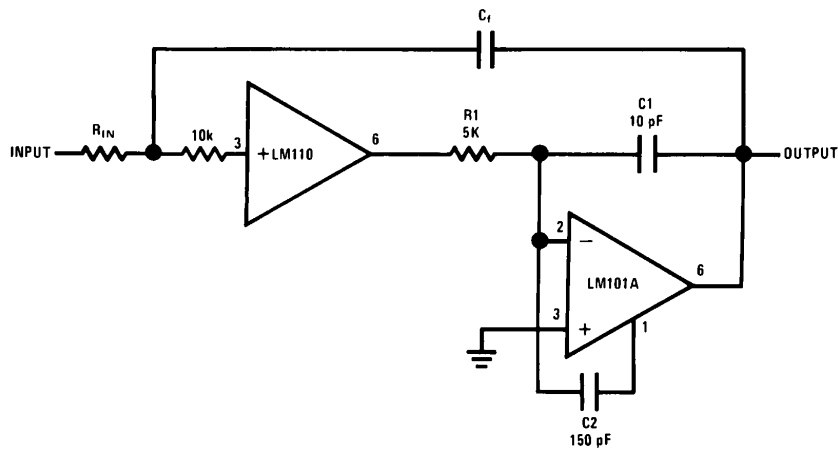 Cf
RIN
10k
R1
5K
C1
10 pF
INPUT
3
+
LM110
6
OUTPUT
2
−
LM101A
6
3
+
1
C2
150 pF